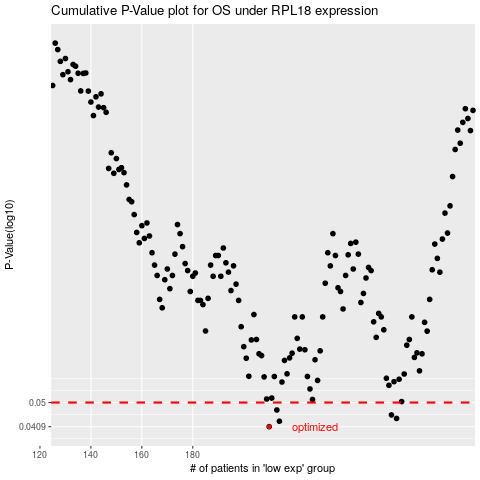 Cumulative P-Value plot for OS under RPL18 expression
P-Value(log10)
0.05
0.0409
optimized
120 140 160 180
# of patients in 'low exp' group